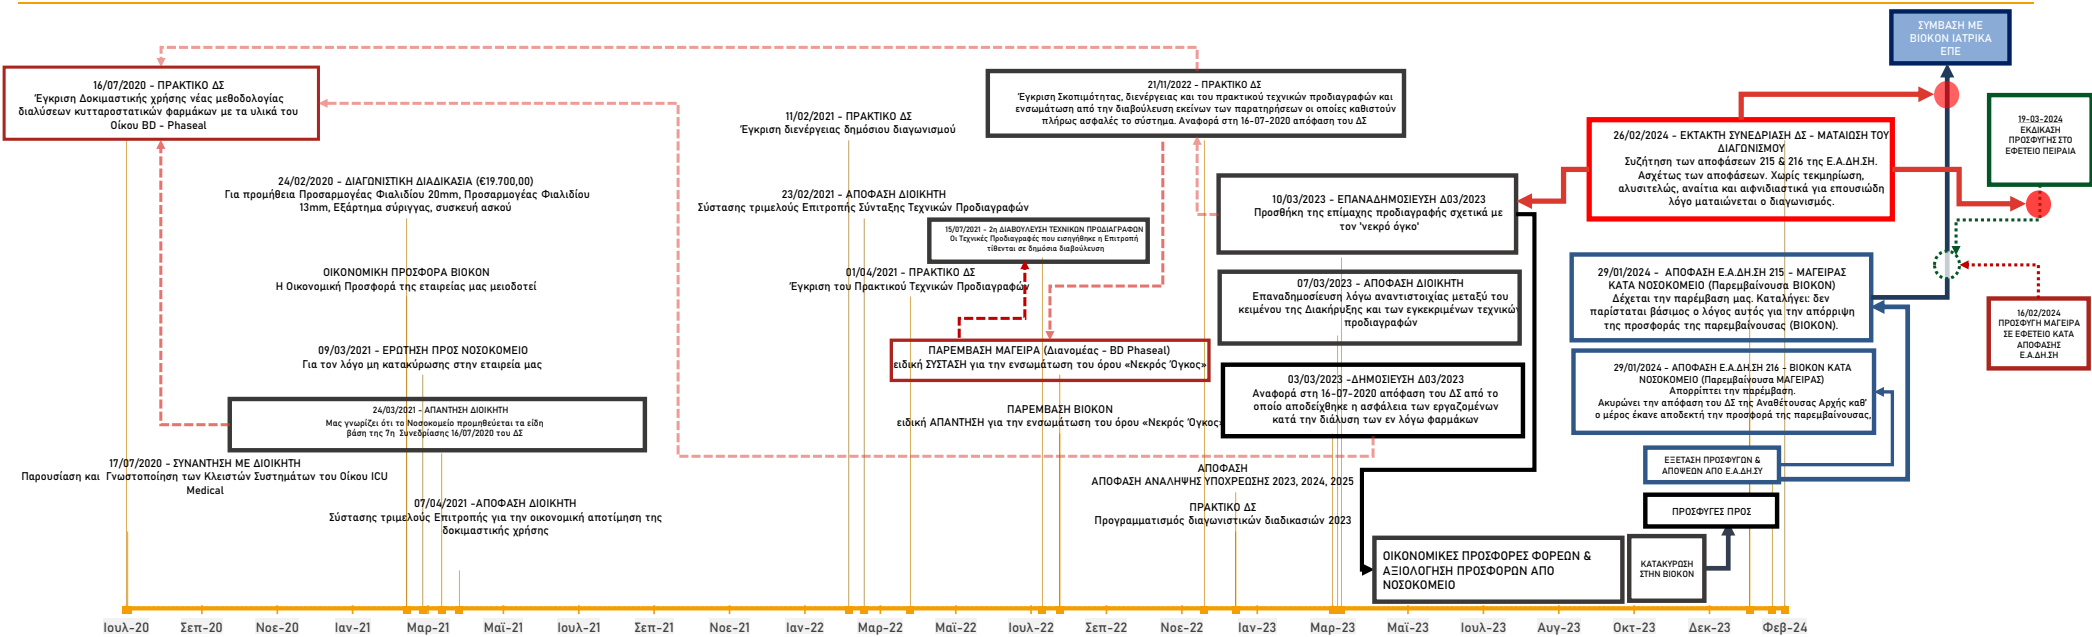 ΣΥΜΒΑΣΗ ΜΕ
ΒΙΟΚΟΝ ΙΑΤΡΙΚΑ
ΕΠΕ
16/07/2020 - ΠΡΑΚΤΙΚΟ ΔΣ
Έγκριση Δοκιμαστικής χρήσης νέας μεθοδολογίας
διαλύσεων κυτταροστατικών φαρμάκων με τα υλικά του
Οίκου BD - Phaseal
21/11/2022 - ΠΡΑΚΤΙΚΟ ΔΣ
Έγκριση Σκοπιμότητας, διενέργειας και του πρακτικού τεχνικών προδιαγραφών και
ενσωμάτωση από την διαβούλευση εκείνων των παρατηρήσεων οι οποίες καθιστούν
πλήρως ασφαλές το σύστημα. Αναφορά στη 16-07-2020 απόφαση του ΔΣ
11/02/2021 - ΠΡΑΚΤΙΚΟ ΔΣ
Έγκριση διενέργειας δημόσιου διαγωνισμού
26/02/2024 - ΕΚΤΑΚΤΗ ΣΥΝΕΔΡΙΑΣΗ ΔΣ - ΜΑΤΑΙΩΣΗ ΤΟΥ
ΔΙΑΓΩΝΙΣΜΟΥ
Συζήτηση των αποφάσεων 215 & 216 της Ε.Α.ΔΗ.ΣΗ.
Ασχέτως των αποφάσεων. Χωρίς τεκμηρίωση,
αλυσιτελώς, αναίτια και αιφνιδιαστικά για επουσιώδη
λόγο ματαιώνεται ο διαγωνισμός.
19-03-2024
ΕΚΔΙΚΑΣΗ
ΠΡΟΣΦΥΓΗΣ ΣΤΟ
ΕΦΕΤΕΙΟ ΠΕΙΡΑΙΑ
24/02/2020 - ΔΙΑΓΩΝΙΣΤΙΚΗ ΔΙΑΔΙΚΑΣΙΑ (€19.700,00)
Για προμήθεια Προσαρμογέας Φιαλιδίου 20mm, Προσαρμογέας Φιαλιδίου
13mm, Εξάρτημα σύριγγας, συσκευή ασκού
23/02/2021 - ΑΠΟΦΑΣΗ ΔΙΟΙΚΗΤΗ
Σύστασης τριμελούς Επιτροπής Σύνταξης Τεχνικών Προδιαγραφών
10/03/2023 - ΕΠΑΝΑΔΗΜΟΣΙΕΥΣΗ Δ03/2023
Προσθήκη της επίμαχης προδιαγραφής σχετικά με
τον 'νεκρό όγκο'
15/07/2021 - 2η ΔΙΑΒΟΥΛΕΥΣΗ ΤΕΧΝΙΚΩΝ ΠΡΟΔΙΑΓΡΑΦΩΝ
Οι Τεχνικές Προδιαγραφές που εισηγήθηκε η Επιτροπή
τίθενται σε δημόσια διαβούλευση
ΟΙΚΟΝΟΜΙΚΗ ΠΡΟΣΦΟΡΑ ΒΙΟΚΟΝ
Η Οικονομική Προσφορά της εταιρείας μας μειοδοτεί
01/04/2021 - ΠΡΑΚΤΙΚΟ ΔΣ
Έγκριση του Πρακτικού Τεχνικών Προδιαγραφών
07/03/2023 - ΑΠΟΦΑΣΗ ΔΙΟΙΚΗΤΗ
Επαναδημοσίευση λόγω αναντιστοιχίας μεταξύ του
κειμένου της Διακήρυξης και των εγκεκριμένων τεχνικών
προδιαγραφών
29/01/2024 - ΑΠΟΦΑΣΗ Ε.Α.ΔΗ.ΣΗ 215 - ΜΑΓΕΙΡΑΣ
ΚΑΤΑ ΝΟΣΟΚΟΜΕΙΟ (Παρεμβαίνουσα ΒΙΟΚΟΝ)
Δέχεται την παρέμβαση μας. Καταλήγει: δεν
παρίσταται βάσιμος ο λόγος αυτός για την απόρριψη
της προσφοράς της παρεμβαίνουσας (ΒΙΟΚΟΝ).
16/02/2024
ΠΡΟΣΦΥΓΗ ΜΑΓΕΙΡΑ
ΣΕ ΕΦΕΤΕΙΟ ΚΑΤΑ
ΑΠΟΦΑΣΗΣ
Ε.Α.ΔΗ.ΣΗ
09/03/2021 - ΕΡΩΤΗΣΗ ΠΡΟΣ ΝΟΣΟΚΟΜΕΙΟ
Για τον λόγο μη κατακύρωσης στην εταιρεία μας
ΠΑΡΕΜΒΑΣΗ ΜΑΓΕΙΡΑ (Διανομέας - BD Phaseal)
ειδική ΣΥΣΤΑΣΗ για την ενσωμάτωση του όρου «Νεκρός Όγκος»
03/03/2023 -ΔΗΜΟΣΙΕΥΣΗ Δ03/2023
Αναφορά στη 16-07-2020 απόφαση του ΔΣ από το
οποίο αποδείχθηκε η ασφάλεια των εργαζομένων
κατά την διάλυση των εν λόγω φαρμάκων
29/01/2024 - ΑΠΟΦΑΣΗ Ε.Α.ΔΗ.ΣΗ 216 - ΒΙΟΚΟΝ ΚΑΤΑ
ΝΟΣΟΚΟΜΕΙΟ (Παρεμβαίνουσα ΜΑΓΕΙΡΑΣ)
Απορρίπτει την παρέμβαση.
Ακυρώνει την απόφαση του ΔΣ της Αναθέτουσας Αρχής καθ'
ο μέρος έκανε αποδεκτή την προσφορά της παρεμβαίνουσας,
24/03/2021 - ΑΠΑΝΤΗΣΗ ΔΙΟΙΚΗΤΗ
Μας γνωρίζει ότι το Νοσοκομείο προμηθεύεται τα είδη
βάση της 7η Συνεδρίασης 16/07/2020 του ΔΣ
ΠΑΡΕΜΒΑΣΗ ΒΙΟΚΟΝ
ειδική ΑΠΑΝΤΗΣΗ για την ενσωμάτωση του όρου «Νεκρός Όγκος»
17/07/2020 - ΣΥΝΑΝΤΗΣΗ ΜΕ ΔΙΟΙΚΗΤΗ
Παρουσίαση και Γνωστοποίηση των Κλειστών Συστημάτων του Οίκου ICU
Medical
ΑΠΟΦΑΣΗ
ΑΠΟΦΑΣΗ ΑΝΑΛΗΨΗΣ ΥΠΟΧΡΕΩΣΗΣ 2023, 2024, 2025
ΕΞΕΤΑΣΗ ΠΡΟΣΦΥΓΩΝ &
ΑΠΟΨΕΩΝ ΑΠΟ Ε.Α.ΔΗ.ΣΥ
07/04/2021 -ΑΠΟΦΑΣΗ ΔΙΟΙΚΗΤΗ
Σύστασης τριμελούς Επιτροπής για την οικονομική αποτίμηση της
δοκιμαστικής χρήσης
ΠΡΑΚΤΙΚΟ ΔΣ
Προγραμματισμός διαγωνιστικών διαδικασιών 2023
ΠΡΟΣΦΥΓΕΣ ΠΡΟΣ
ΟΙΚΟΝΟΜΙΚΕΣ ΠΡΟΣΦΟΡΕΣ ΦΟΡΕΩΝ &
ΑΞΙΟΛΟΓΗΣΗ ΠΡΟΣΦΟΡΩΝ ΑΠΟ
ΝΟΣΟΚΟΜΕΙΟ
ΚΑΤΑΚΥΡΩΣΗ
ΣΤΗΝ ΒΙΟΚΟΝ
Ιουλ-20 Σεπ-20 Νοε-20 Ιαν-21 Μαρ-21 Μαϊ-21 Ιουλ-21 Σεπ-21 Νοε-21 Ιαν-22 Μαρ-22 Μαϊ-22 Ιουλ-22 Σεπ-22 Νοε-22 Ιαν-23 Μαρ-23 Μαϊ-23 Ιουλ-23 Αυγ-23 Οκτ-23 Δεκ-23 Φεβ-24